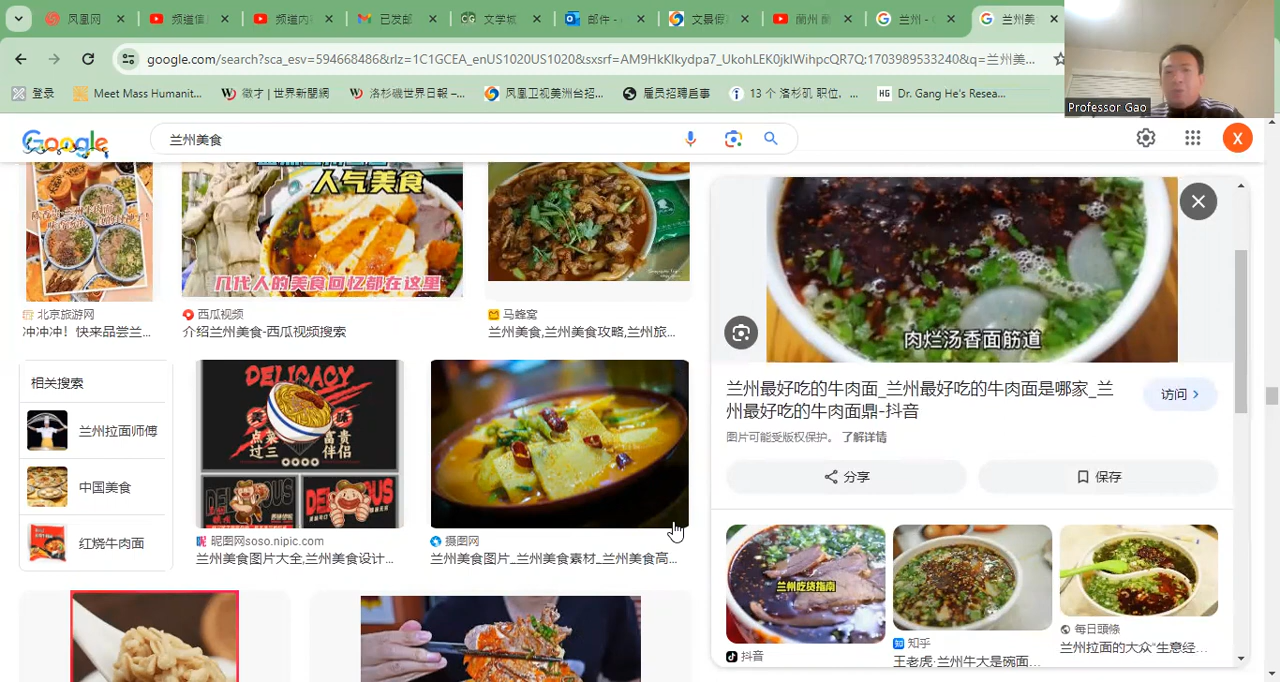 凤凰网
频道值
频道内
已发邮
文学城
邮件 -
文景假
蘭州 蘭
兰州 -
兰州美
google.com/search?sca_esv=594668486&rlz=1C1GCEA_enUS1020US1020&sxsrf=AM9HkKlkydpa7_UkohLEK0jklWihpcQR7Q:1703989533240&q=兰州美...
登录
Meet Mass Humanit...
徵才 | 世界新聞網
洛杉磯世界日報 –...
凤凰卫视美洲台招...
雇员招聘启事
13 个 洛杉矶 职位，...
Dr. Gang He's Resea...
Professor Gao
Google
兰州美食
X
人气美食
几代人的美食回忆都在这里
北京旅游网
冲冲冲！快来品尝兰...
西瓜视频
介绍兰州美食-西瓜视频搜索
马蜂窝
兰州美食,兰州美食攻略,兰州旅...
相关搜索
兰州拉面师傅
中国美食
红烧牛肉面
DELICACY
美
味
点菜过三
富贵伴侣
昵图网soso.nipic.com
兰州美食图片大全,兰州美食设计...
摄图网
兰州美食图片_兰州美食素材_兰州美食高...
肉烂汤香面筋道
兰州最好吃的牛肉面_兰州最好吃的牛肉面是哪家_兰
州最好吃的牛肉面鼎-抖音
访问
图片可能受版权保护。 了解详情
分享
保存
兰州吃货指南
抖音
知乎
王老虎·兰州牛大是碗面...
每日頭條
兰州拉面的大众“生意经...